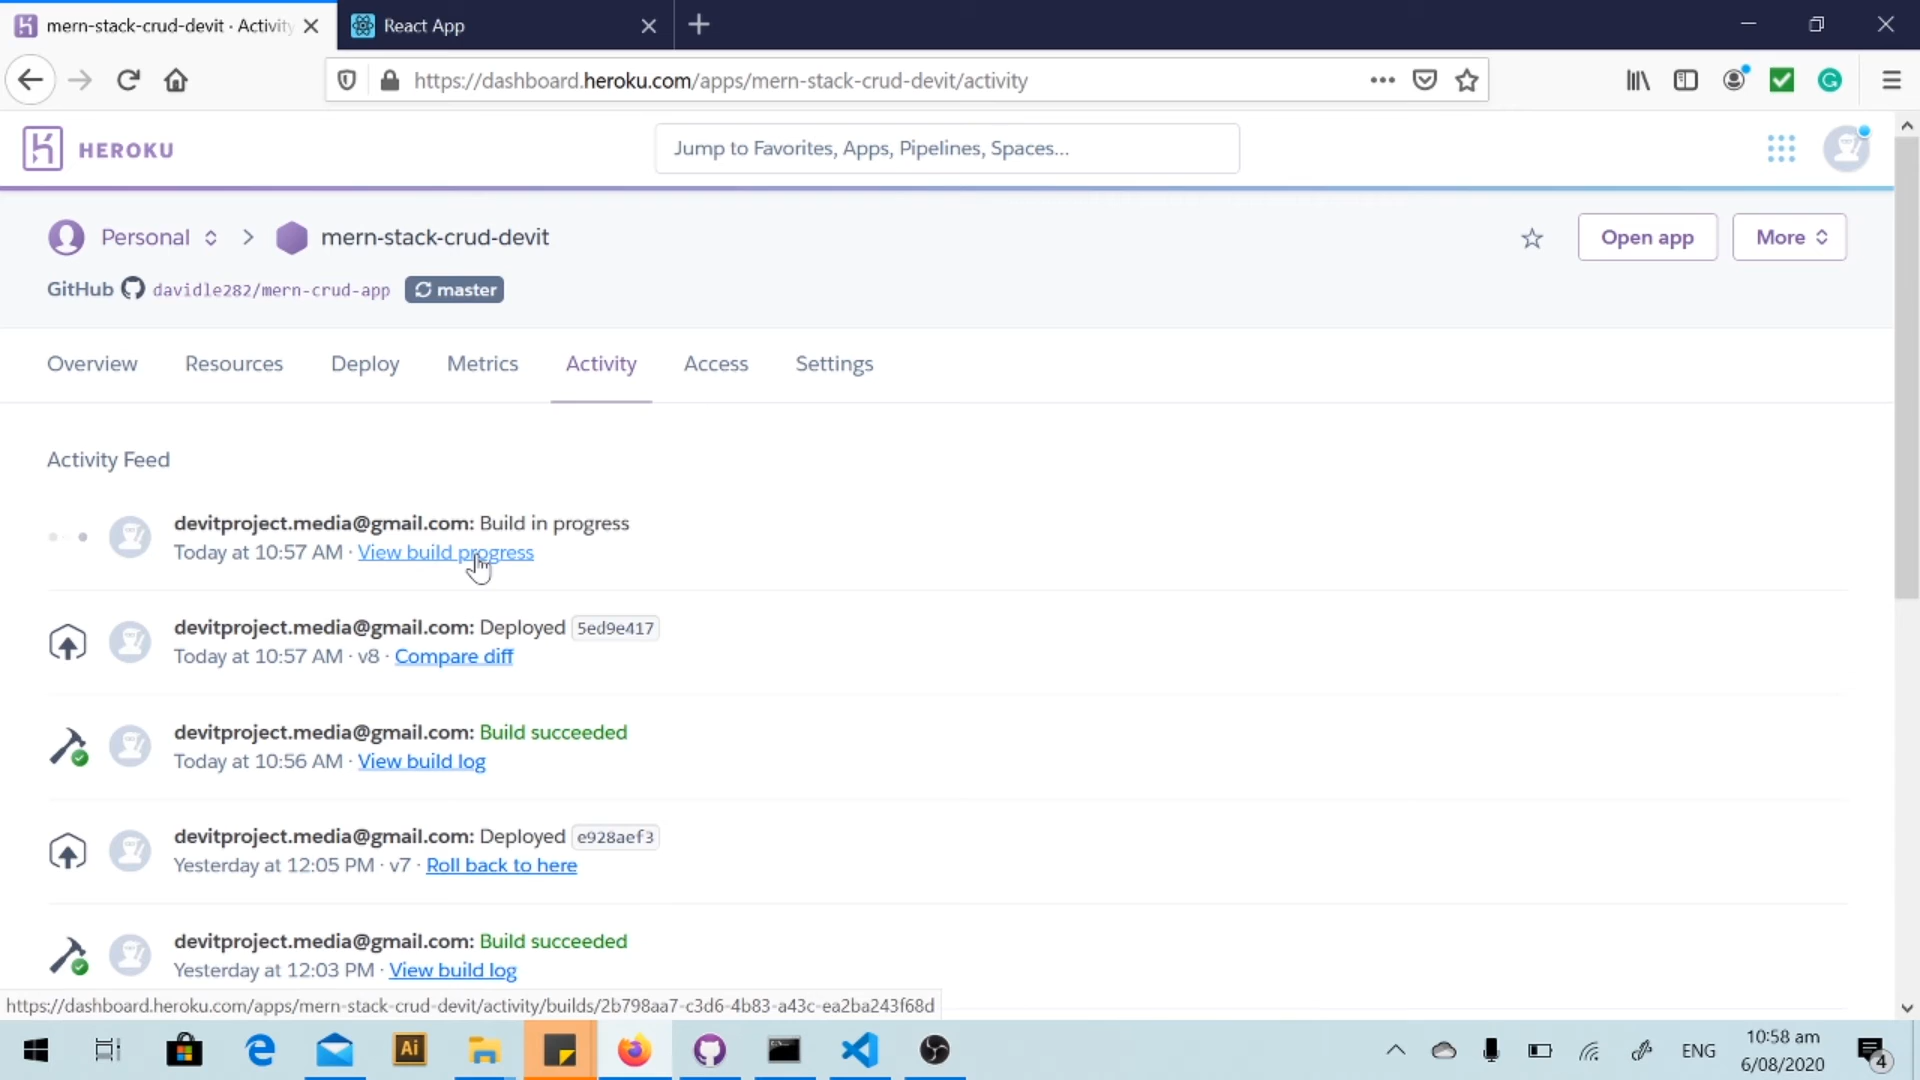 mern-stack-crud-devit · Activity
React App
https://dashboard.heroku.com/apps/mern-stack-crud-devit/activity
HEROKU
Jump to Favorites, Apps, Pipelines, Spaces...
Personal
mern-stack-crud-devit
Open app
More
GitHub davidle282/mern-crud-app master
Overview Resources Deploy Metrics Activity Access Settings
Activity Feed
devitproject.media@gmail.com: Build in progress
Today at 10:57 AM · View build progress
devitproject.media@gmail.com: Deployed 5ed9e417
Today at 10:57 AM · v8 · Compare diff
devitproject.media@gmail.com: Build succeeded
Today at 10:56 AM · View build log
devitproject.media@gmail.com: Deployed e928aef3
Yesterday at 12:05 PM · v7 · Roll back to here
devitproject.media@gmail.com: Build succeeded
Yesterday at 12:03 PM · View build log
https://dashboard.heroku.com/apps/mern-stack-crud-devit/activity/builds/2b798aa7-c3d6-4b83-a43c-ea2ba243f68d
Ai
ENG
10:58 am
6/08/2020
4